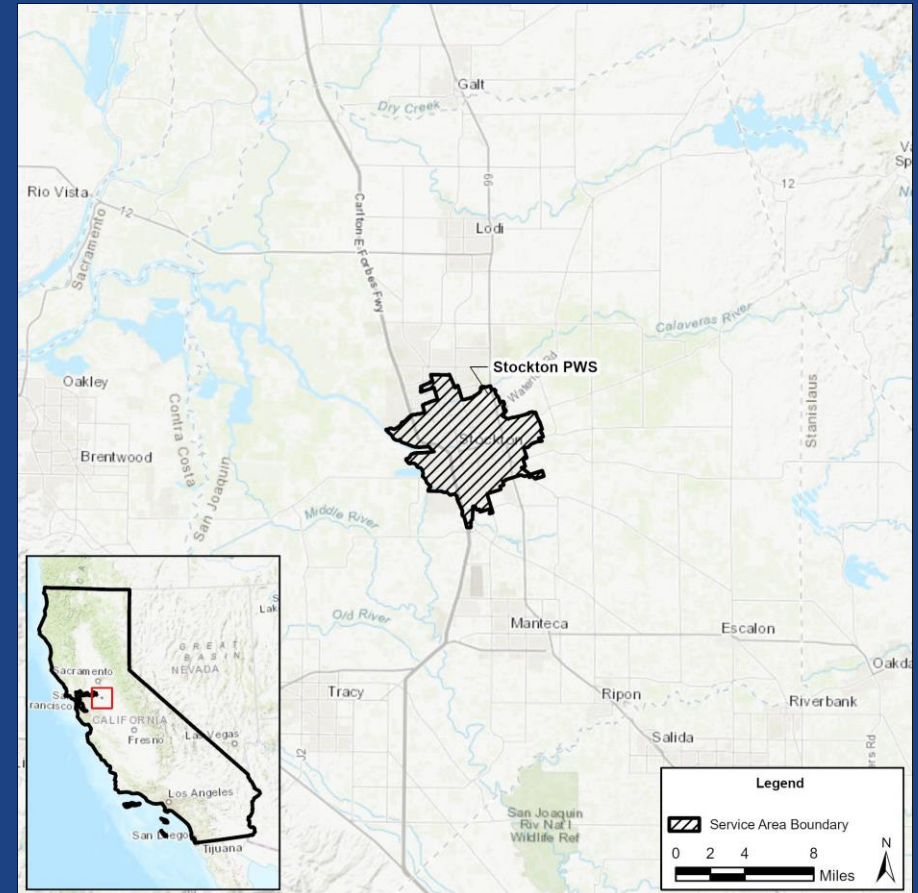 Galt
Dry Creek
Rio Vista
12
Sacramento
Carlton E Forbes Fwy
99
12
Lodi
Calaveras River
Stockton PWS
Oakley
Contra Costa
San Joaquin
Stockton
Stanislaus
Brentwood
Middle River
Old River
Manteca
Escalon
Tracy
Ripon
Riverbank
Salida
San Joaquin
Riv Nat'l
Wildlife Ref
GREAT
BASIN
NEVADA
Sacramento
CALIFORNIA
Fresno
Las Vegas
Los Angeles
San Diego
Tijuana
Legend
Service Area Boundary
0 2 4 8
Miles
N